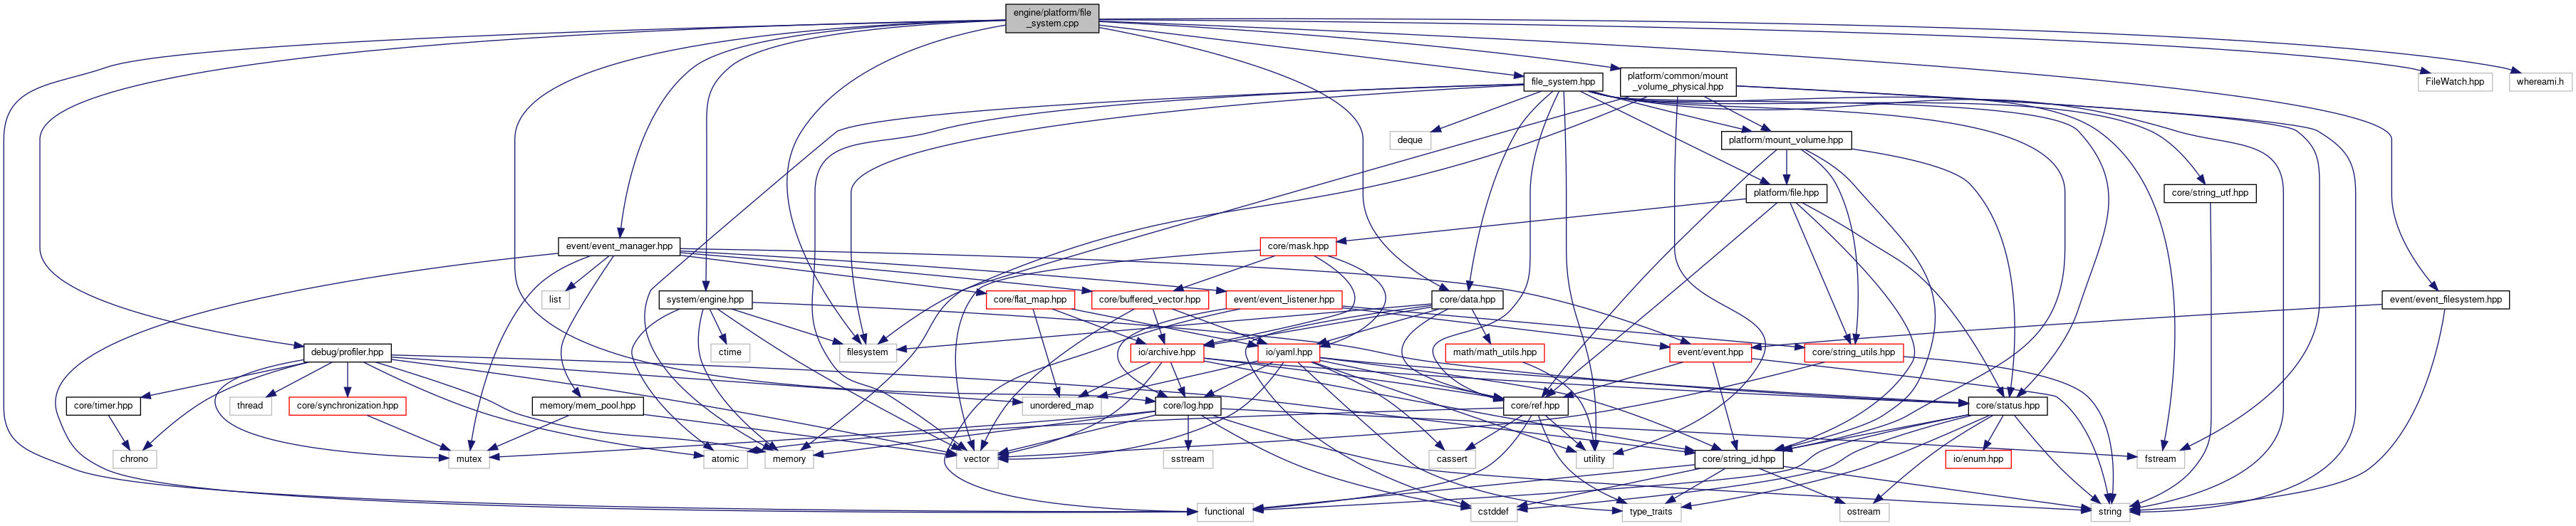 engine/platform/file
_system.cpp
file_system.hpp
platform/common/mount
_volume_physical.hpp
FileWatch.hpp
whereami.h
deque
platform/mount_volume.hpp
platform/file.hpp
core/string_utf.hpp
event/event_manager.hpp
core/mask.hpp
list
system/engine.hpp
core/flat_map.hpp
core/buffered_vector.hpp
event/event_listener.hpp
core/data.hpp
event/event_filesystem.hpp
debug/profiler.hpp
ctime
filesystem
io/archive.hpp
io/yaml.hpp
math/math_utils.hpp
event/event.hpp
core/string_utils.hpp
core/timer.hpp
thread
core/synchronization.hpp
memory/mem_pool.hpp
unordered_map
core/log.hpp
core/ref.hpp
core/status.hpp
chrono
mutex
atomic
memory
vector
sstream
cassert
utility
core/string_id.hpp
io/enum.hpp
fstream
functional
cstddef
type_traits
ostream
string